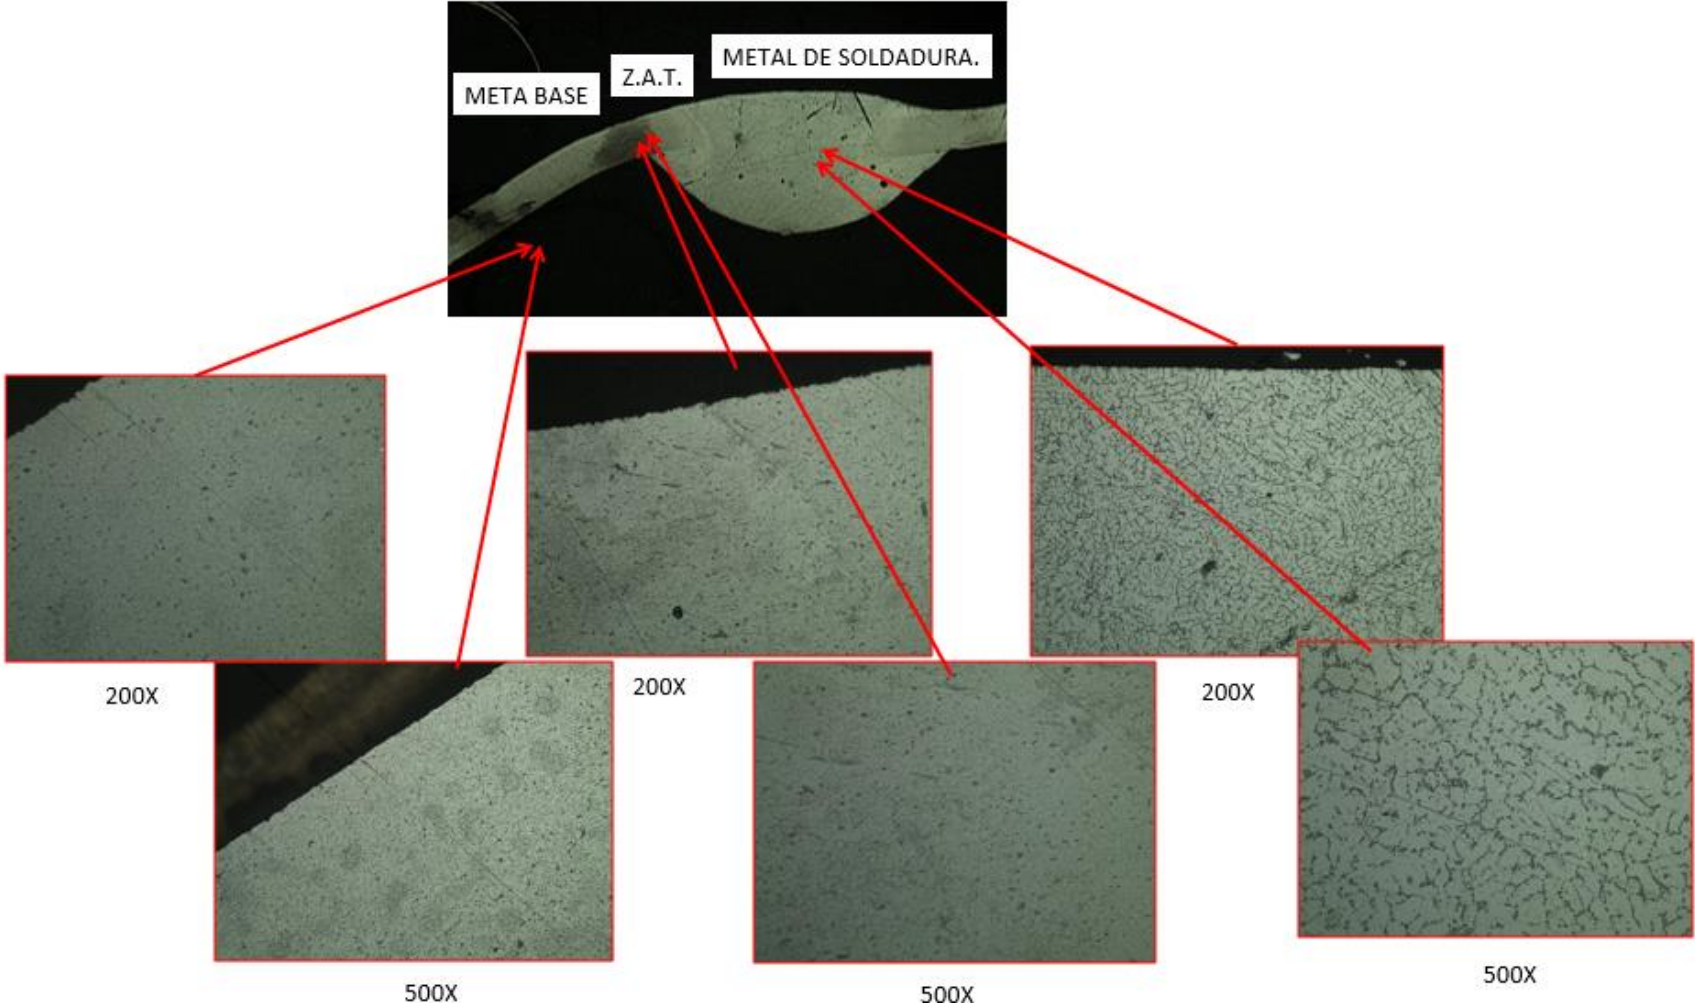 META BASE
Z.A.T.
METAL DE SOLDADURA.
200X
200X
200X
500X
500X
500X